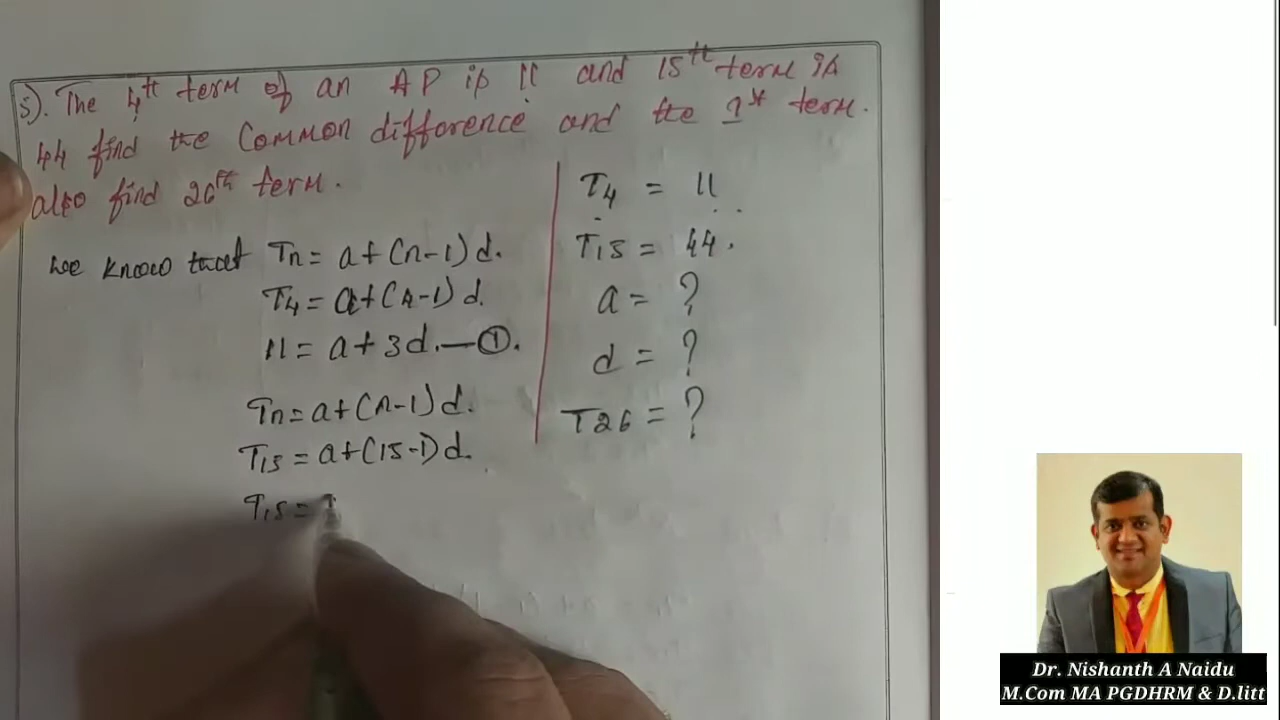 5). The 4th term of an AP is 11 and 15th term is
44 find the Common difference and the 1st term.
also find 26th term.
we know that Tn = a+(n-1)d.
T4 = a+(4-1)d.
11 = a+3d. — ①.
Tn = a+(n-1)d.
T15 = a+(15-1)d.
T15 =
T4 = 11
T15 = 44.
a = ?
d = ?
T26 = ?
Dr. Nishanth A Naidu
M.Com MA PGDHRM & D.litt